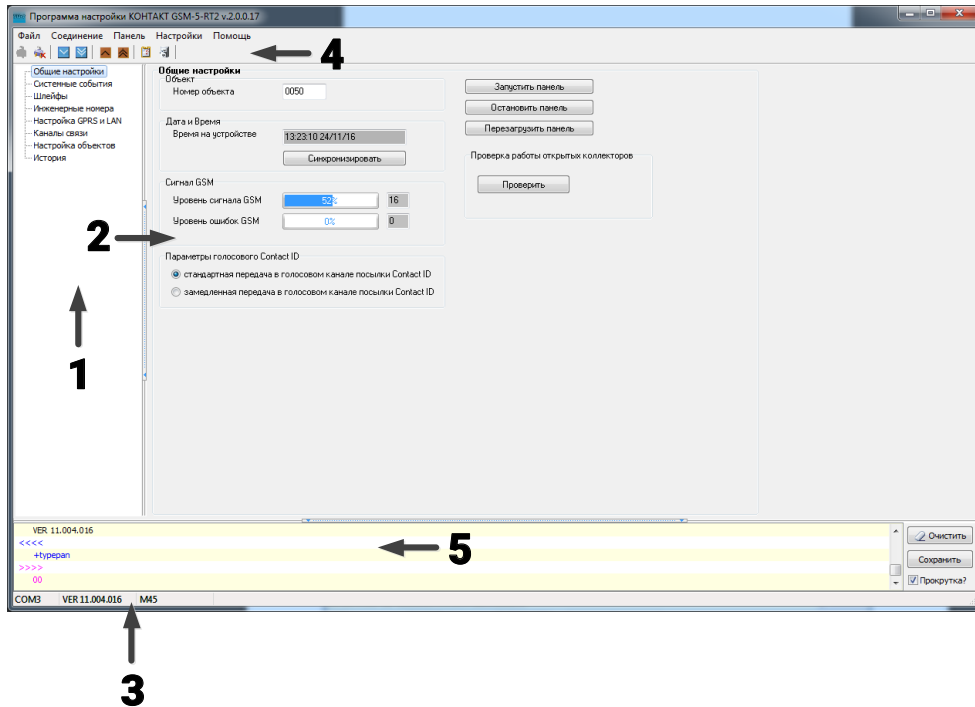 Программа настройки КОНТАКТ GSM-5-RT2 v.2.0.0.17
Файл Соединение Панель Настройки Помощь
4
Общие настройки
Системные события
Шлейфы
Инженерные номера
Настройка GPRS и LAN
Каналы связи
Настройка объектов
История
1
2
Общие настройки
Объект
Номер объекта 0050
Дата и Время
Время на устройстве 13:23:10 24/11/16
Синхронизировать
Сигнал GSM
Уровень сигнала GSM 52% 16
Уровень ошибок GSM 0% 0
Параметры голосового Contact ID
стандартная передача в голосовом канале посылки Contact ID
замедленная передача в голосовом канале посылки Contact ID
Запустить панель
Остановить панель
Перезагрузить панель
Проверка работы открытых коллекторов
Проверить
VER 11.004.016
<<<<
+typepan
>>>>
00
5
Очистить
Сохранить
Прокрутка?
COM3 VER 11.004.016 M45
3